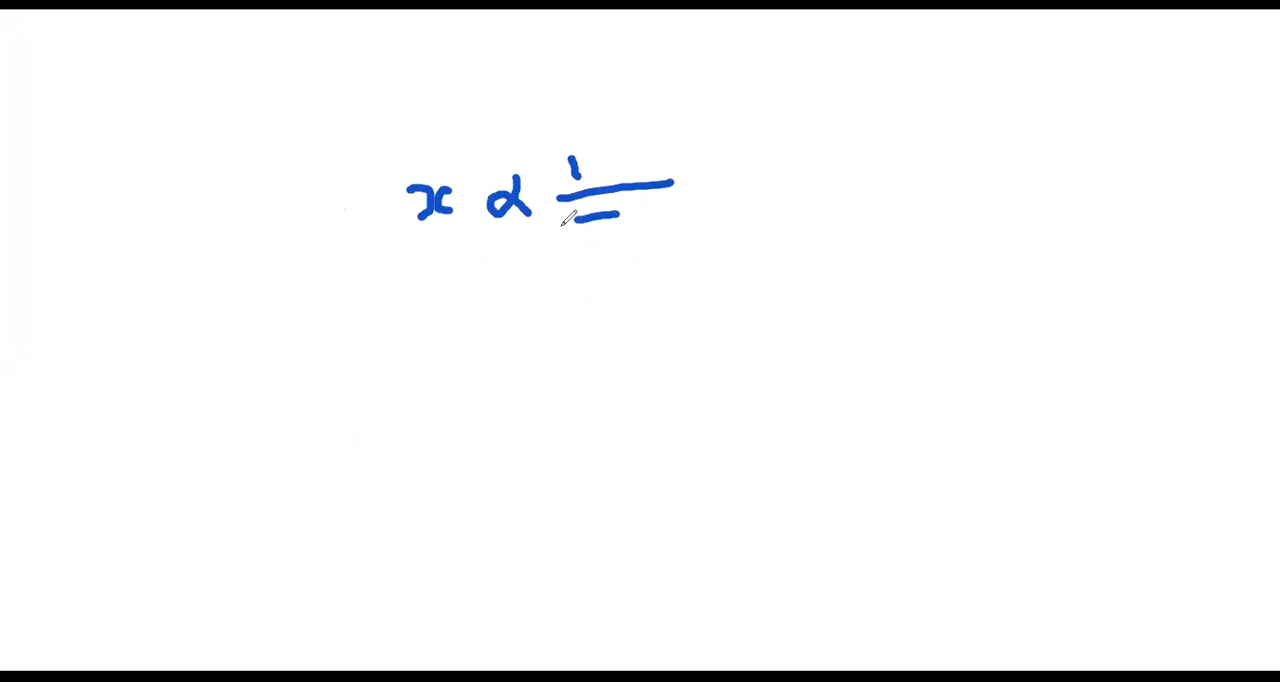 x ∝ 1/